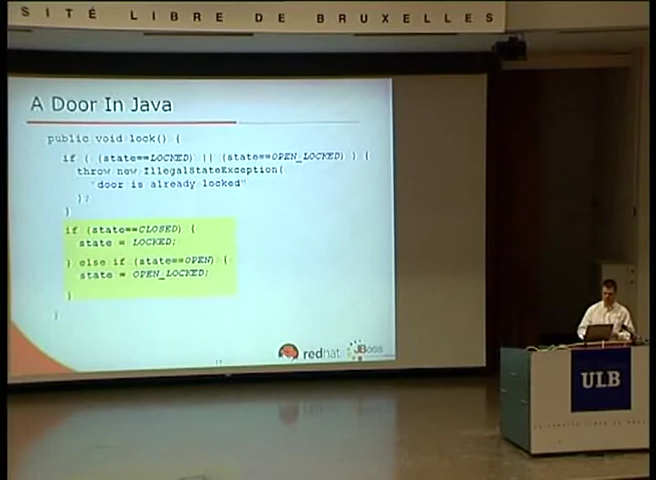 SITÉ LIBRE DE BRUXELLES
A Door In Java
public void lock() {
if ( (state==LOCKED) || (state==OPEN_LOCKED) ) {
throw new IllegalStateException(
"door is already locked"
);
}
if (state==CLOSED) {
state = LOCKED;
} else if (state==OPEN) {
state = OPEN_LOCKED;
}
}
redhat JBoss
ULB